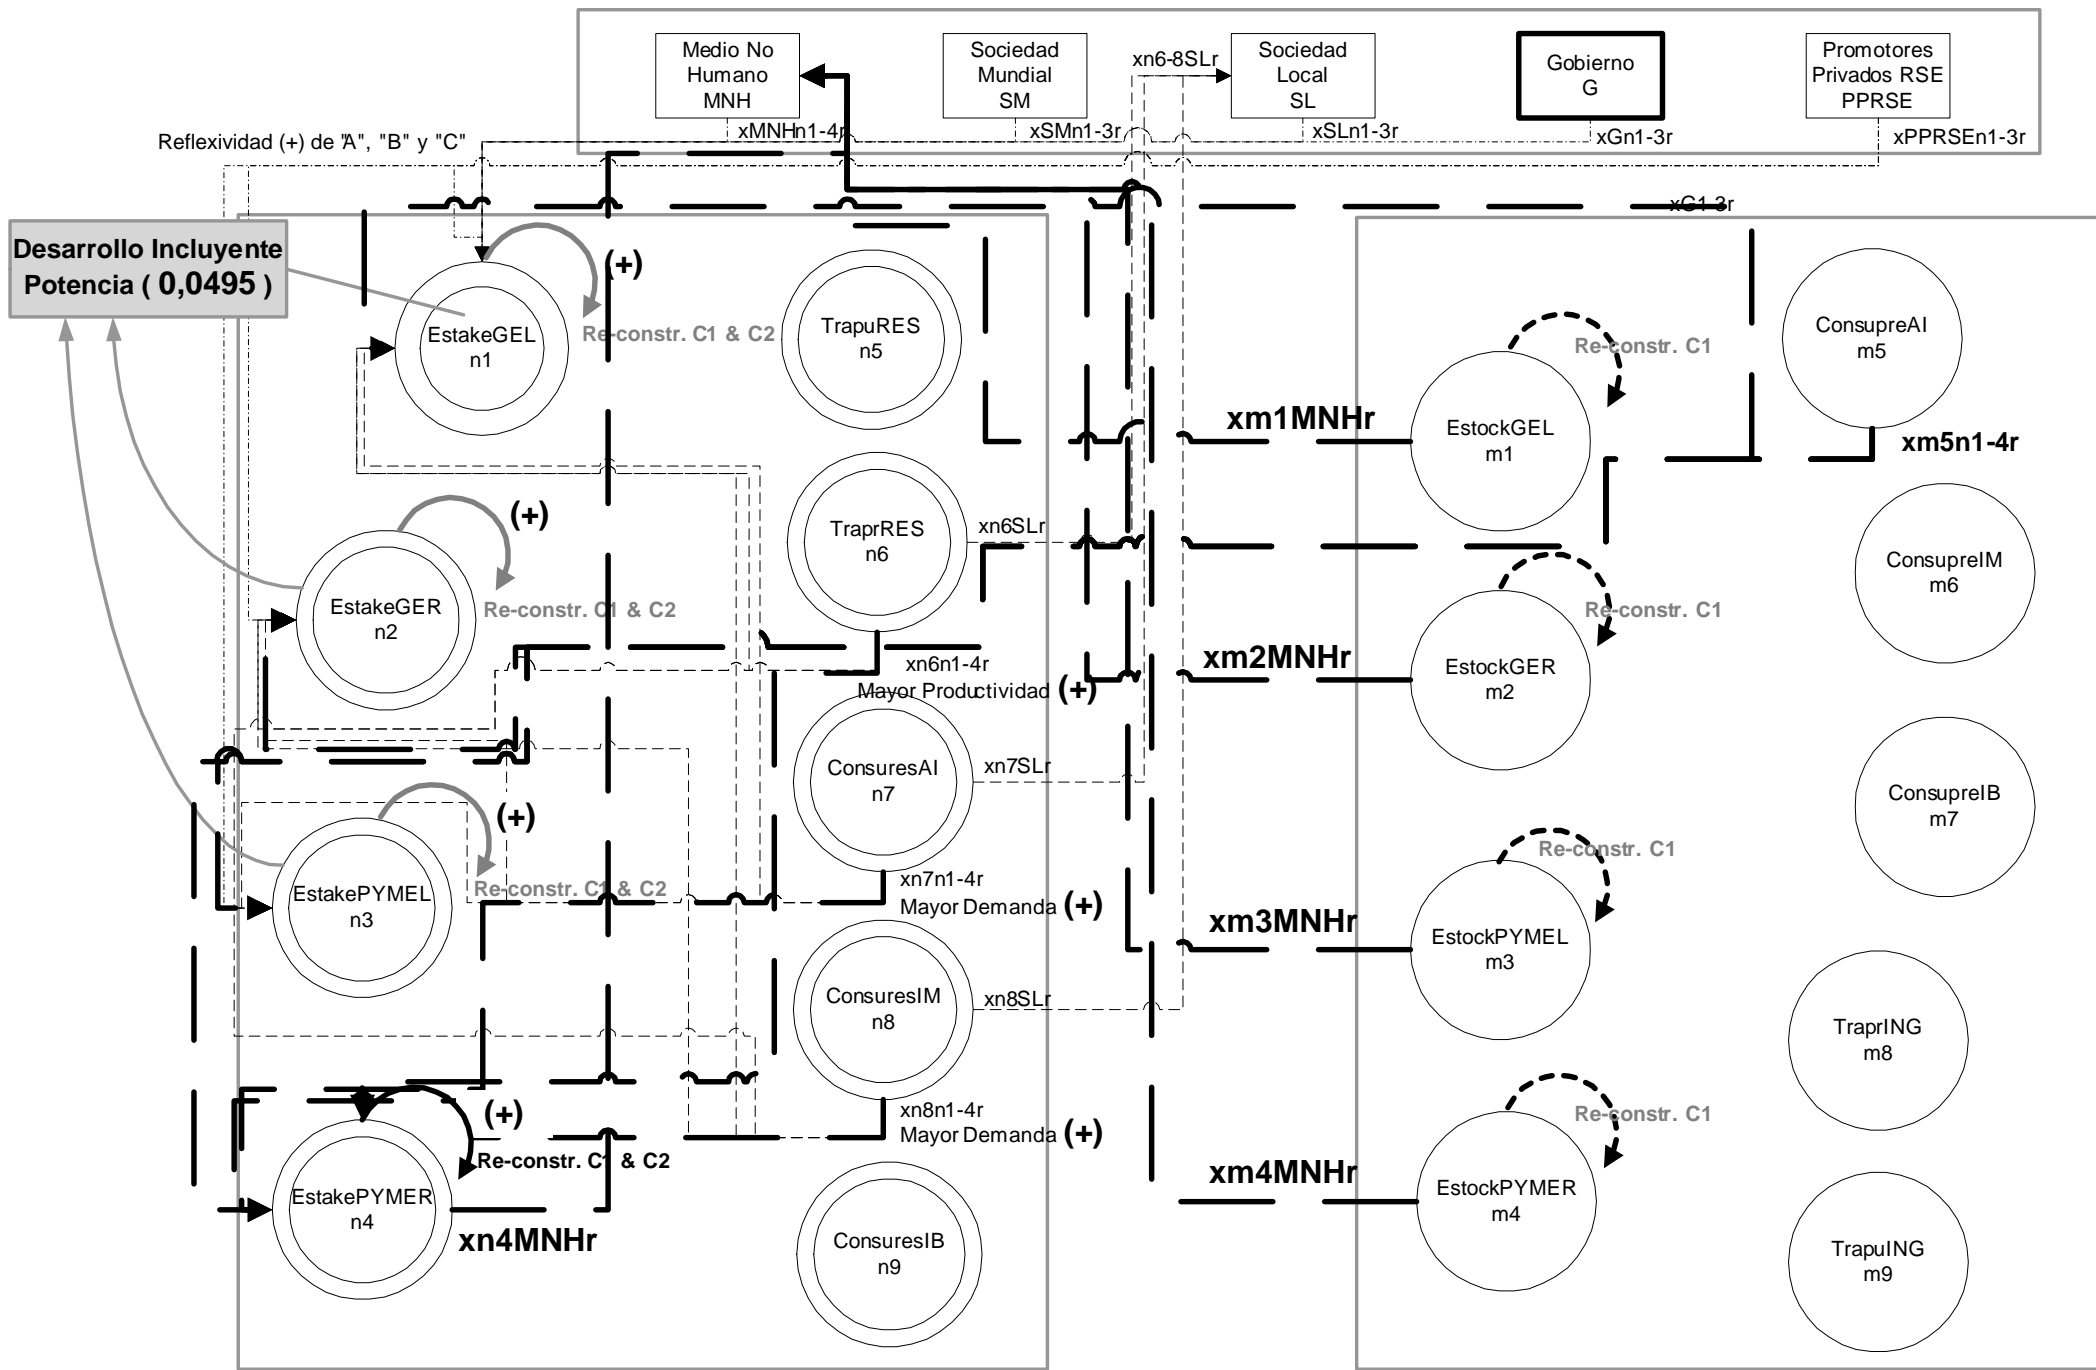 Medio No
Humano
MNH
Sociedad
Mundial
SM
xn6-8SLr
Sociedad
Local
SL
Gobierno
G
Promotores
Privados RSE
PPRSE
Reflexividad (+) de "A", "B" y "C"
xMNHn1-4r
xSMn1-3r
xSLn1-3r
xGn1-3r
xPPRSEn1-3r
xG1-3r
Desarrollo Incluyente
Potencia ( 0,0495 )
(+)
EstakeGEL
n1
Re-constr. C1 & C2
TrapuRES
n5
Re-constr. C1
ConsupreAI
m5
xm1MNHr
EstockGEL
m1
xm5n1-4r
(+)
TraprRES
n6
xn6SLr
ConsupreIM
m6
EstakeGER
n2
Re-constr. C1 & C2
Re-constr. C1
xn6n1-4r
Mayor Productividad (+)
xm2MNHr
EstockGER
m2
ConsuresAI
n7
xn7SLr
ConsupreIB
m7
(+)
EstakePYMEL
n3
Re-constr. C1 & C2
xn7n1-4r
Mayor Demanda (+)
Re-constr. C1
xm3MNHr
EstockPYMEL
m3
ConsuresIM
n8
xn8SLr
TraprING
m8
(+)
xn8n1-4r
Mayor Demanda (+)
Re-constr. C1
Re-constr. C1 & C2
EstakePYMER
n4
xn4MNHr
xm4MNHr
EstockPYMER
m4
ConsuresIB
n9
TrapuING
m9